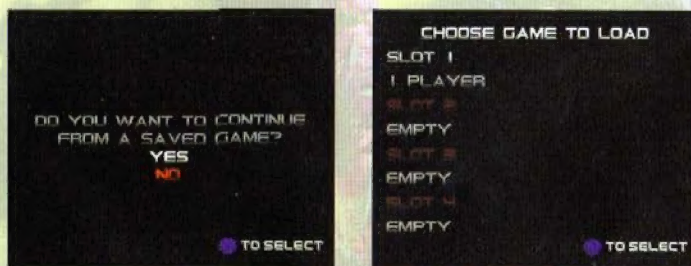 DO YOU WANT TO CONTINUE
FROM A SAVED GAME?
YES
NO
TO SELECT
CHOOSE GAME TO LOAD
SLOT 1
1 PLAYER
SLOT 2
EMPTY
SLOT 3
EMPTY
SLOT 4
EMPTY
TO SELECT